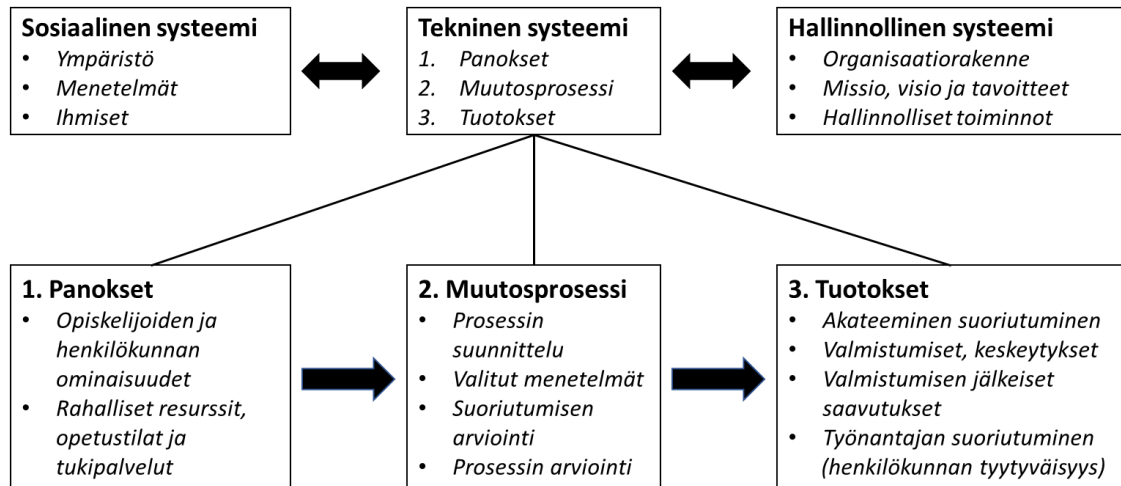 Sosiaalinen systeemi
• Ympäristö
• Menetelmät
• Ihmiset
Tekninen systeemi
1. Panokset
2. Muutosprosessi
3. Tuotokset
Hallinnollinen systeemi
• Organisaatiorakenne
• Missio, visio ja tavoitteet
• Hallinnolliset toiminnot
1. Panokset
• Opiskelijoiden ja
henkilökunnan
ominaisuudet
• Rahalliset resurssit,
opetustilat ja
tukipalvelut
2. Muutosprosessi
• Prosessin
suunnittelu
• Valitut menetelmät
• Suoriutumisen
arviointi
• Prosessin arviointi
3. Tuotokset
• Akateeminen suoriutuminen
• Valmistumiset, keskeytykset
• Valmistumisen jälkeiset
saavutukset
• Työnantajan suoriutuminen
(henkilökunnan tyytyväisyys)